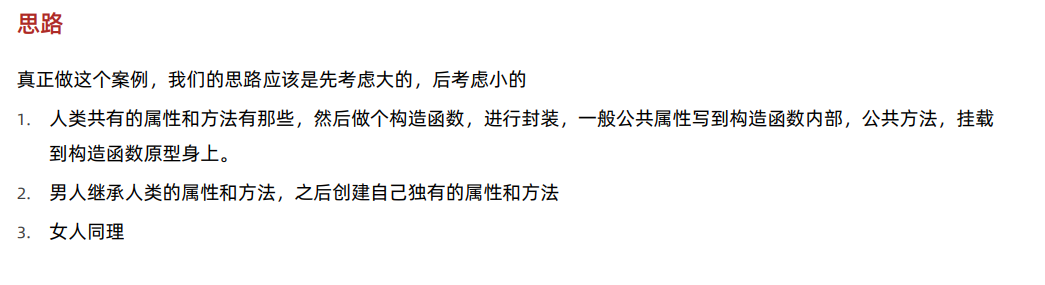 思路
真正做这个案例，我们的思路应该是先考虑大的，后考虑小的
1. 人类共有的属性和方法有那些，然后做个构造函数，进行封装，一般公共属性写到构造函数内部，公共方法，挂载
到构造函数原型身上。
2. 男人继承人类的属性和方法，之后创建自己独有的属性和方法
3. 女人同理